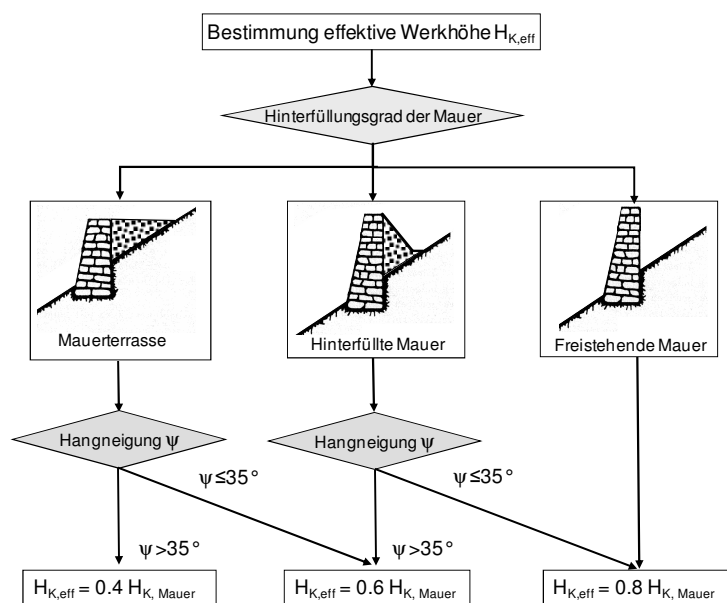 Bestimmung effektive Werkhöhe H_K,eff
Hinterfüllungsgrad der Mauer
Mauerterrasse
Hinterfüllte Mauer
Freistehende Mauer
Hangneigung ψ
Hangneigung ψ
ψ≤35°
ψ≤35°
ψ>35°
ψ>35°
H_K,eff = 0.4 H_K, Mauer
H_K,eff = 0.6 H_K, Mauer
H_K,eff = 0.8 H_K, Mauer